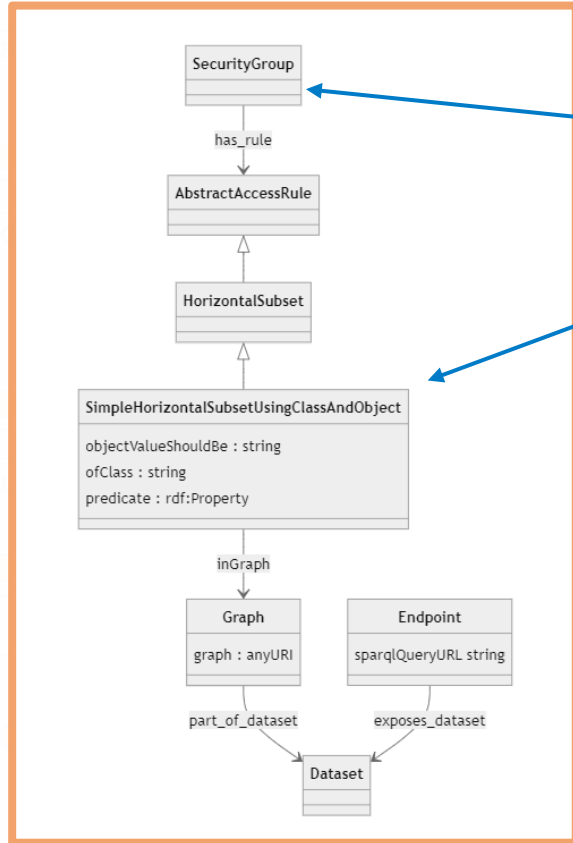 SecurityGroup
has_rule
AbstractAccessRule
HorizontalSubset
SimpleHorizontalSubsetUsingClassAndObject
objectValueShouldBe : string
ofClass : string
predicate : rdf:Property
inGraph
Graph
graph : anyURI
Endpoint
sparqlQueryURL string
part_of_dataset
exposes_dataset
Dataset